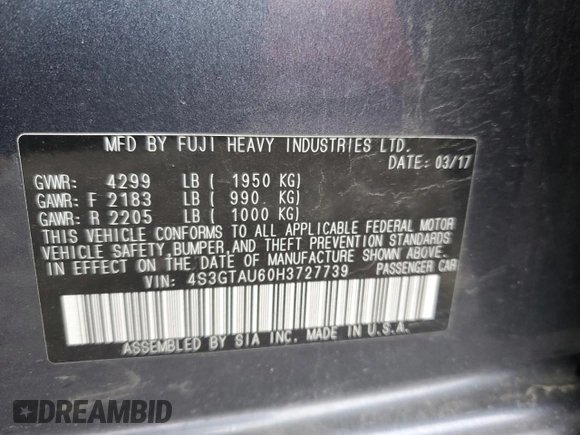 MFD BY FUJI HEAVY INDUSTRIES LTD.
DATE: 03/17
GVWR: 4299 LB ( 1950 KG)
GAWR: F 2183 LB ( 990 KG)
GAWR: R 2205 LB ( 1000 KG)
THIS VEHICLE CONFORMS TO ALL APPLICABLE FEDERAL MOTOR
VEHICLE SAFETY, BUMPER, AND THEFT PREVENTION STANDARDS
IN EFFECT ON THE DATE OF MANUFACTURE SHOWN ABOVE.
VIN: 4S3GTAU60H3727739 PASSENGER CAR
ASSEMBLED BY SIA INC. MADE IN U.S.A.
DREAMBID